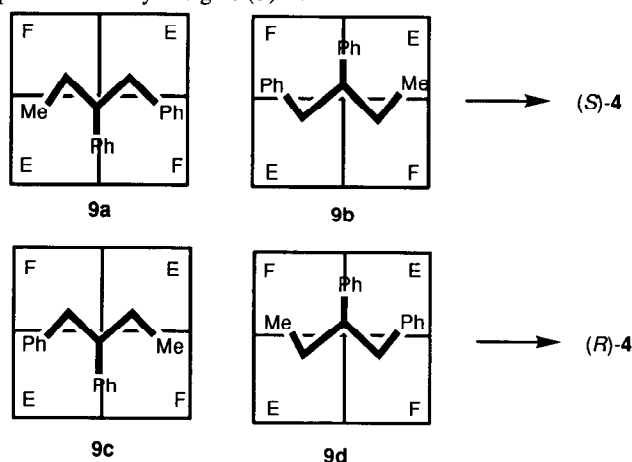 F E
Me Ph
Ph
E F
9a
F Ph E
Ph Me
E F
9b
(S)-4
F E
Ph Me
Ph
E F
9c
F Ph E
Me Ph
E F
9d
(R)-4